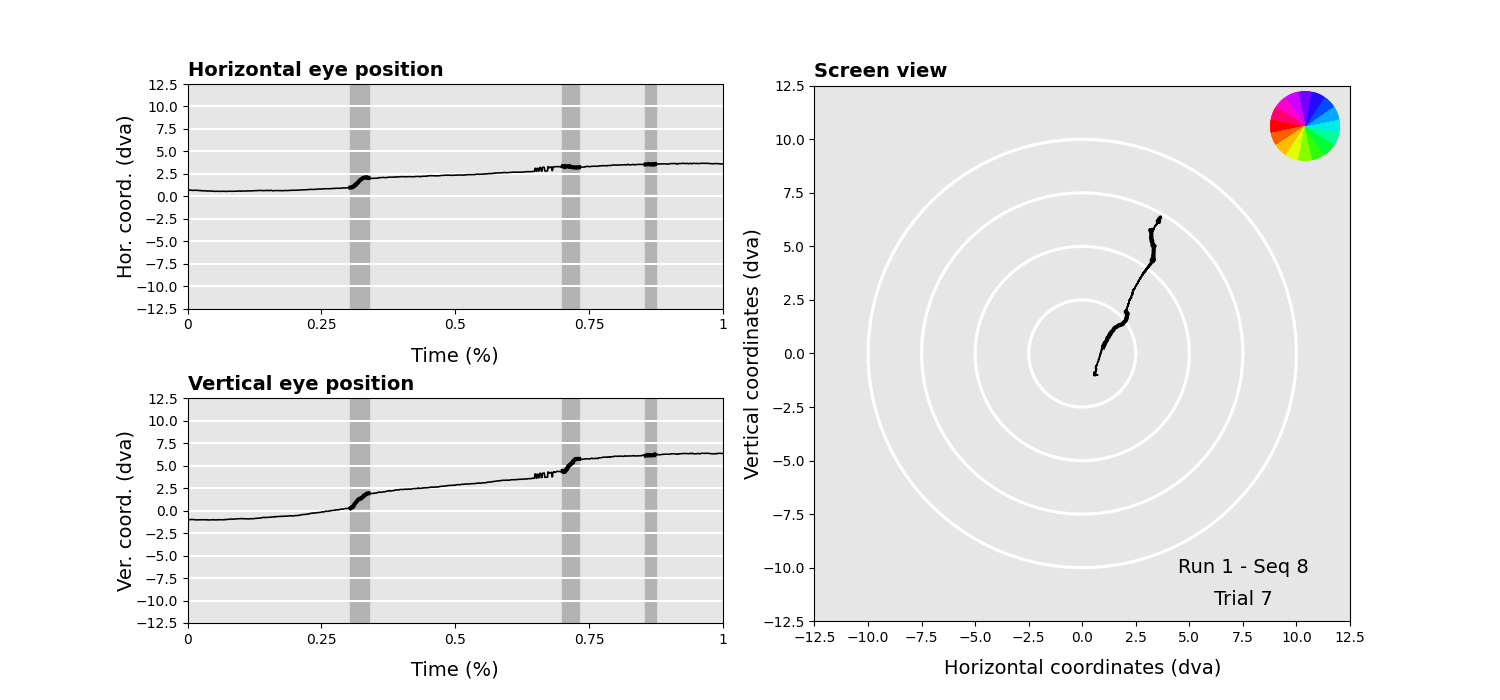 Horizontal eye position
Hor. coord. (dva)
12.5
10.0
7.5
5.0
2.5
0.0
−2.5
−5.0
−7.5
−10.0
−12.5
0 0.25 0.5 0.75 1
Time (%)
Vertical eye position
Ver. coord. (dva)
12.5
10.0
7.5
5.0
2.5
0.0
−2.5
−5.0
−7.5
−10.0
−12.5
0 0.25 0.5 0.75 1
Time (%)
Screen view
Vertical coordinates (dva)
12.5
10.0
7.5
5.0
2.5
0.0
−2.5
−5.0
−7.5
−10.0
−12.5
Run 1 - Seq 8
Trial 7
−12.5 −10.0 −7.5 −5.0 −2.5 0.0 2.5 5.0 7.5 10.0 12.5
Horizontal coordinates (dva)